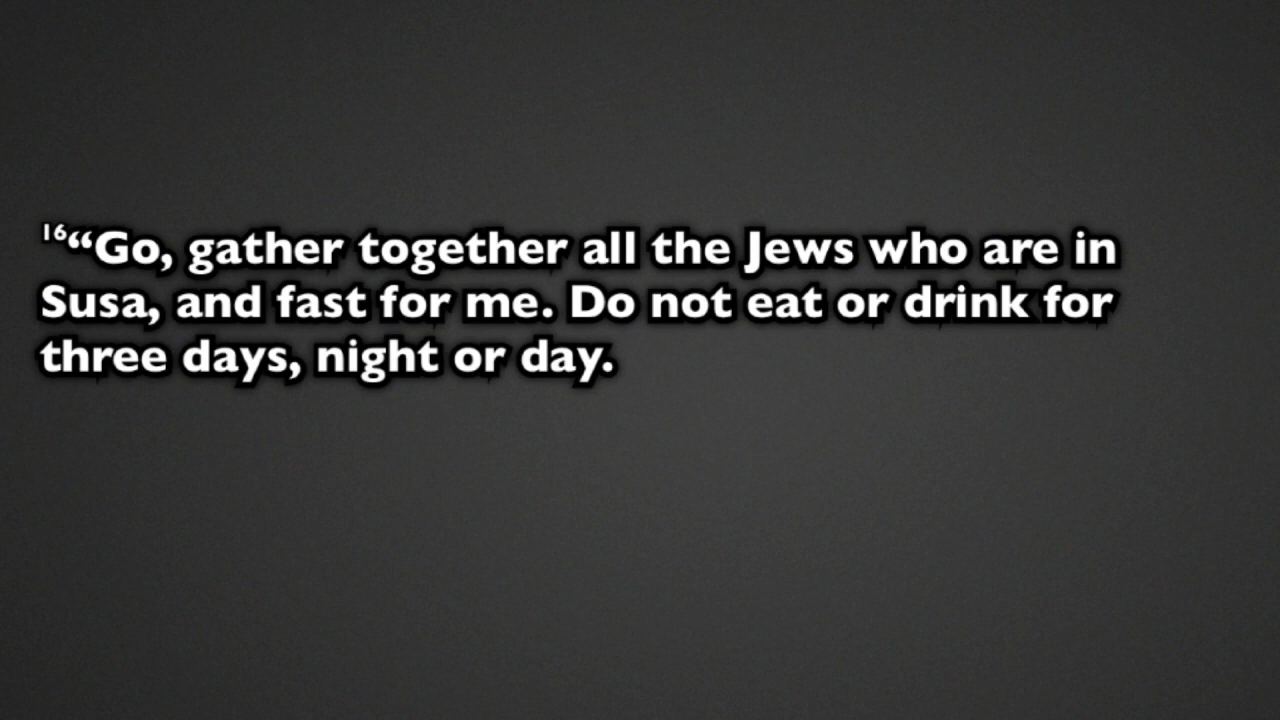 16“Go, gather together all the Jews who are in
Susa, and fast for me. Do not eat or drink for
three days, night or day.